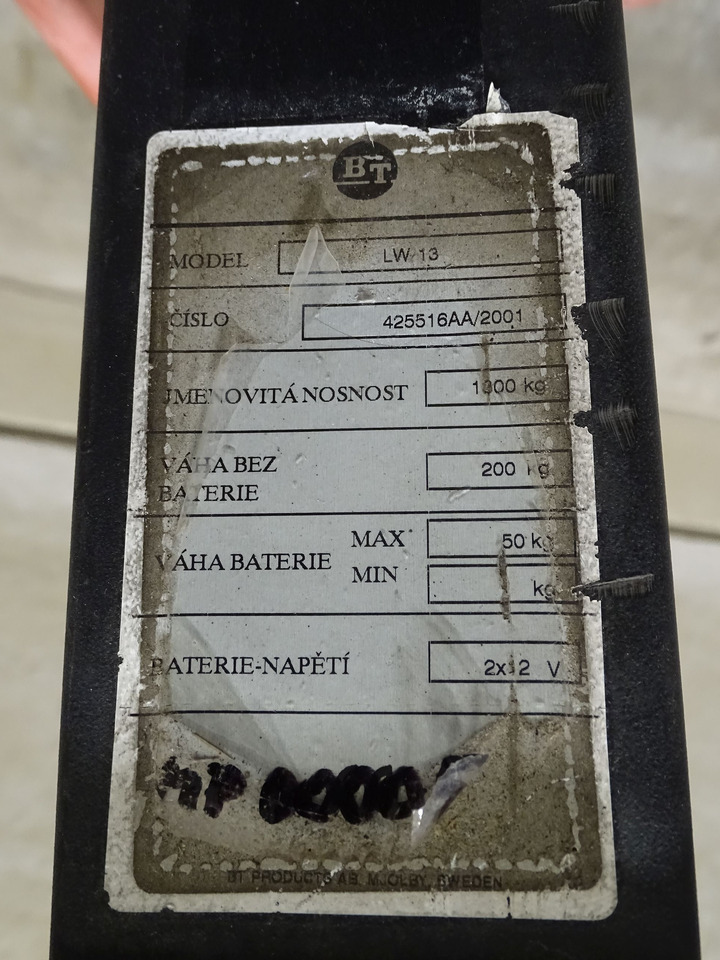 BT
MODEL LW 13
ČÍSLO 425516AA/2001
JMENOVITÁ NOSNOST 1300 kg
VÁHA BEZ 200 kg
BATERIE
VÁHA BATERIE MAX 50 kg
MIN kg
BATERIE-NAPĚTÍ 2x12 V
BT PRODUCTS AB, MJÖLBY, SWEDEN